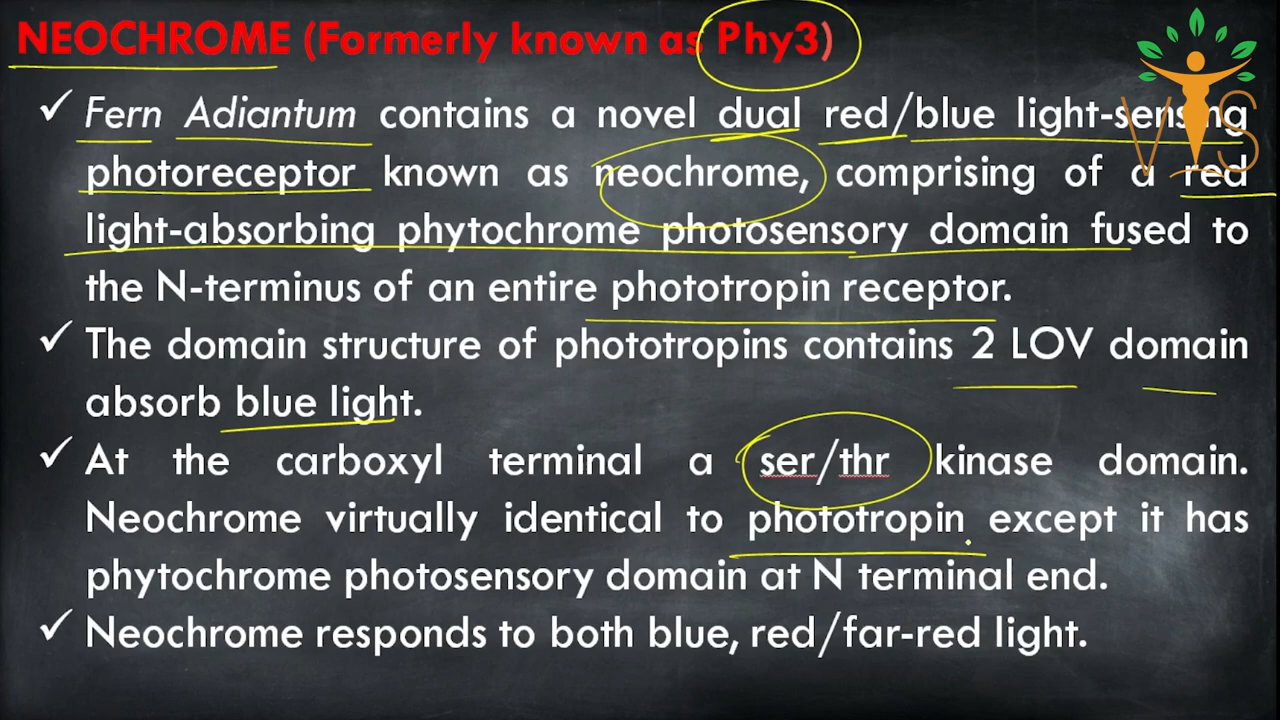 NEOCHROME (Formerly known as Phy3)
✓ Fern Adiantum contains a novel dual red/blue light-sensing
photoreceptor known as neochrome, comprising of a red
light-absorbing phytochrome photosensory domain fused to
the N-terminus of an entire phototropin receptor.
✓ The domain structure of phototropins contains 2 LOV domain
absorb blue light.
✓ At the carboxyl terminal a ser/thr kinase domain.
Neochrome virtually identical to phototropin except it has
phytochrome photosensory domain at N terminal end.
✓ Neochrome responds to both blue, red/far-red light.